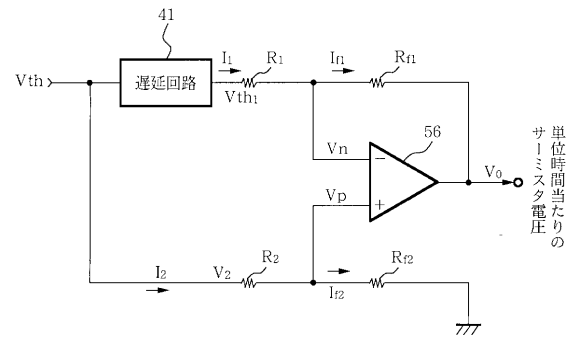 41
Vth
遅延回路
I1
R1
Vth1
If1
Rf1
56
Vn
−
Vp
+
V0
単位時間当たりの
サーミスタ電圧
I2
V2
R2
If2
Rf2